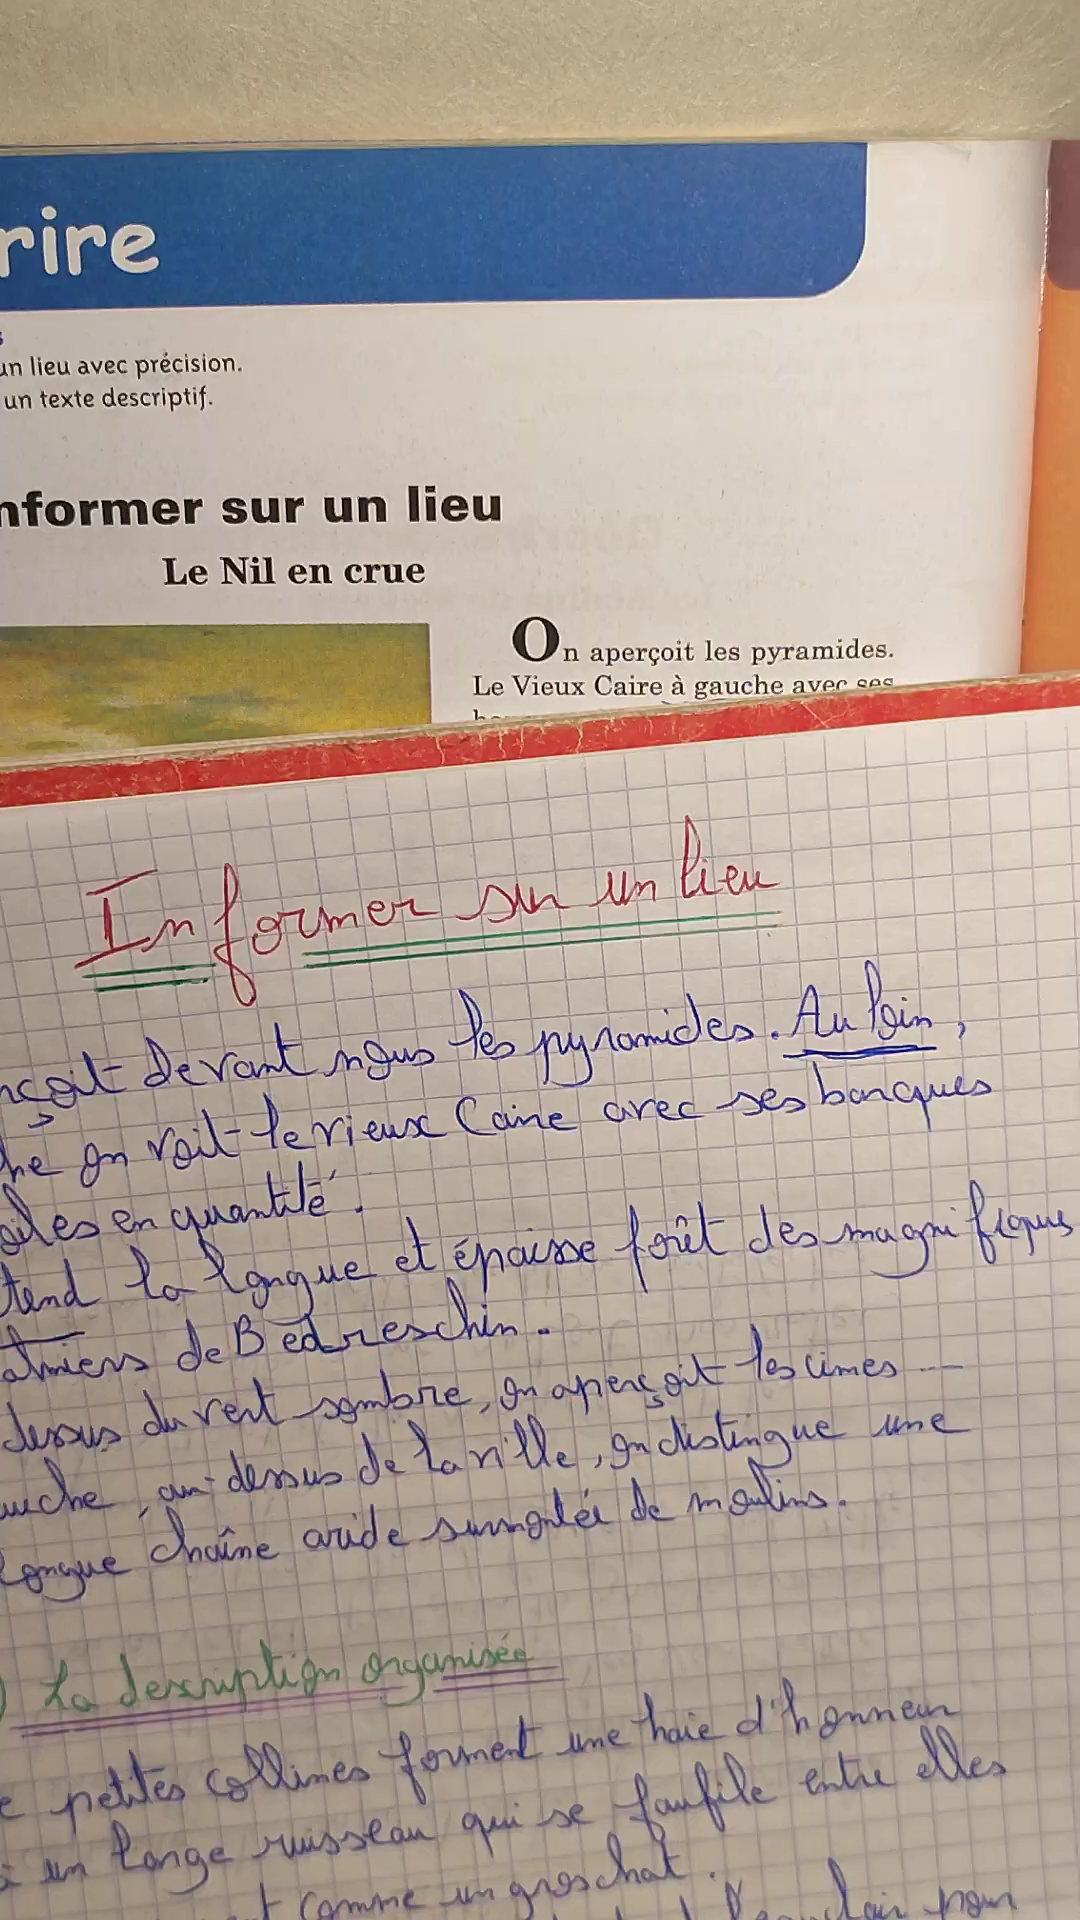 rire
un lieu avec précision.
un texte descriptif.
nformer sur un lieu
Le Nil en crue
On aperçoit les pyramides.
Le Vieux Caire à gauche avec ses
Informer sur un lieu
devant nous les pyramides. Au loin,
on voit le vieux Caire avec ses barques
en quantité.
tend la longue et épaisse forêt des magnifiques
de Bedreschin.
dessus du vert sombre, on aperçoit les cimes ...
uche, au-dessus de la ville, on distingue une
longue chaîne aride surmontée de moulins.
La description organisée
petites collines forment une haie d'honneur
un large ruisseau qui se faufile entre elles
comme un gros chat.